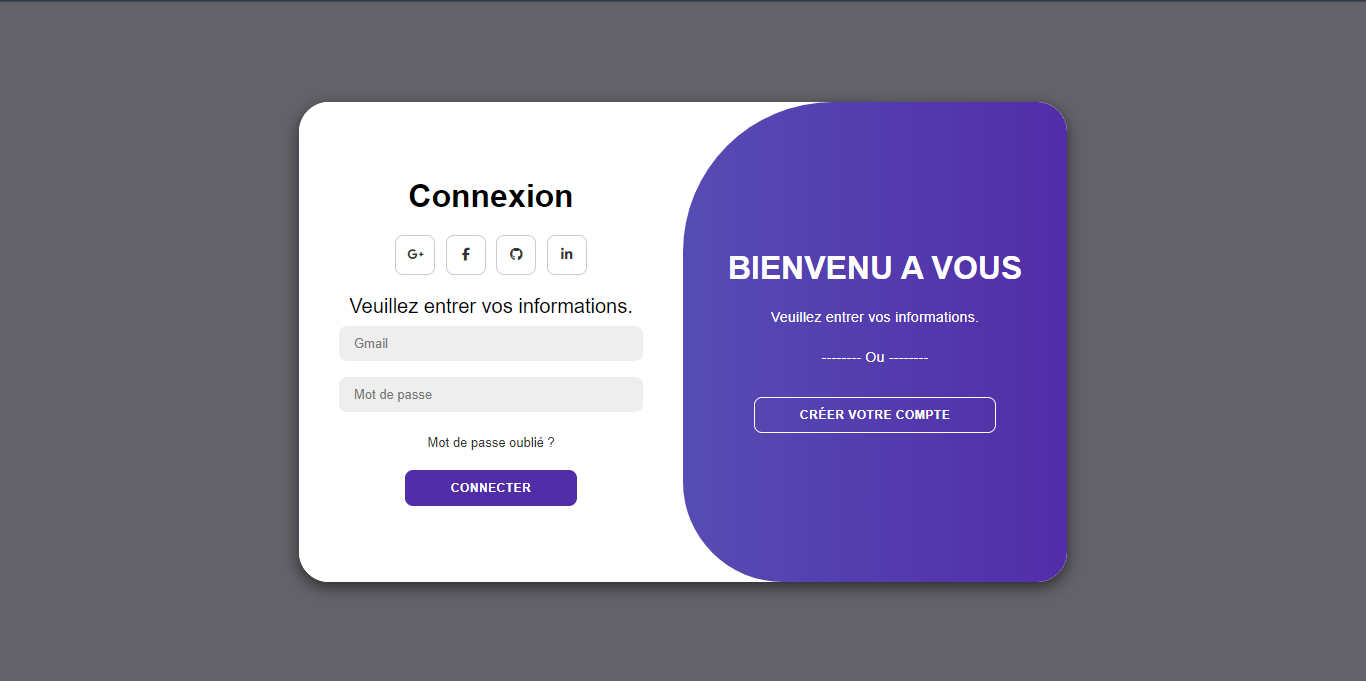 Connexion
G+ f in
Veuillez entrer vos informations.
Gmail
Mot de passe
Mot de passe oublié ?
CONNECTER
BIENVENU A VOUS
Veuillez entrer vos informations.
-------- Ou --------
CRÉER VOTRE COMPTE